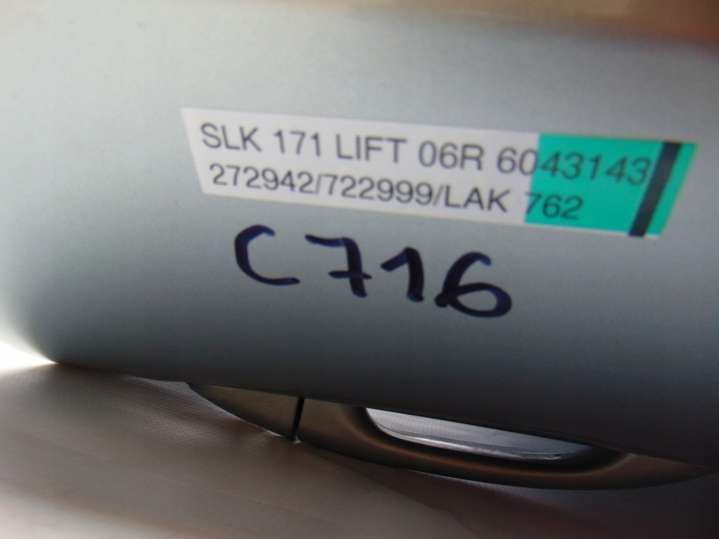 SLK 171 LIFT 06R 6043143
272942/722999/LAK 762
C716